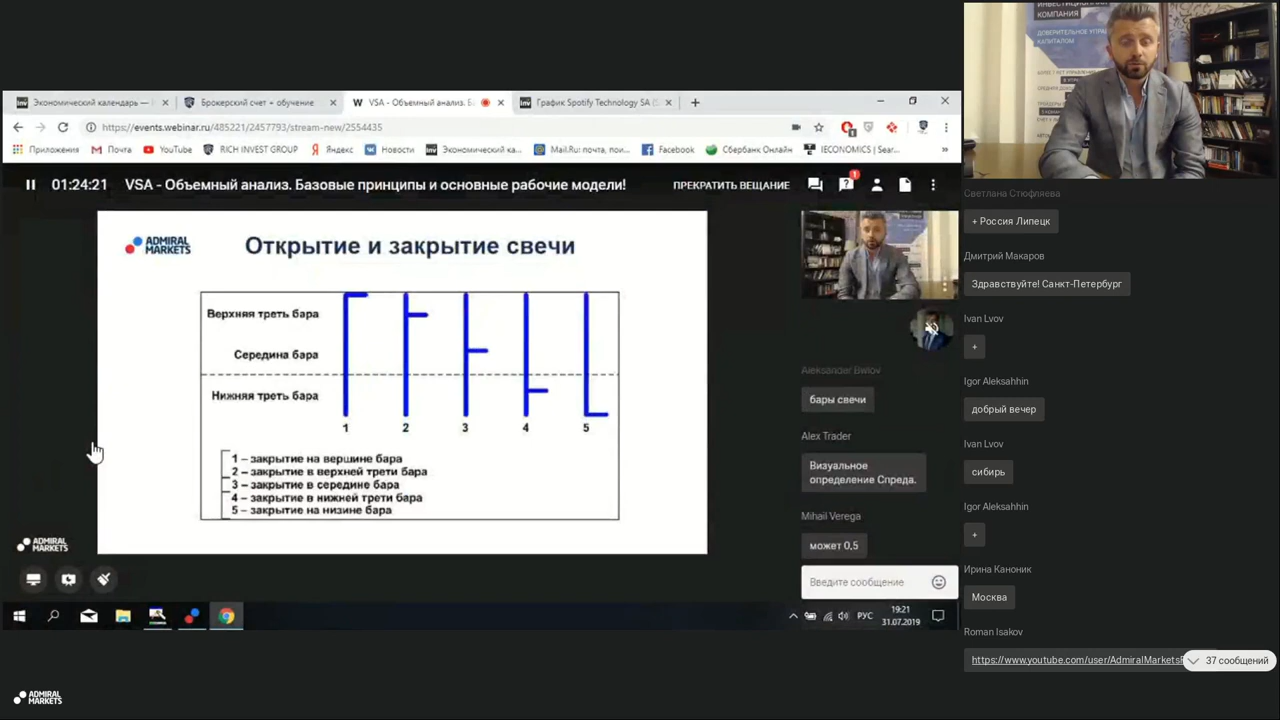 Экономический календарь —
Брокерский счет + обучение
VSA - Объемный анализ. Б
График Spotify Technology SA (S
https://events.webinar.ru/485221/2457793/stream-new/2554435
Приложения
Почта
YouTube
RICH INVEST GROUP
Яндекс
Новости
Экономический ка...
Mail.Ru: почта, пои...
Facebook
Сбербанк Онлайн
IECONOMICS | Sear...
»
01:24:21
VSA - Объемный анализ. Базовые принципы и основные рабочие модели!
ПРЕКРАТИТЬ ВЕЩАНИЕ
1
ADMIRAL
MARKETS
Открытие и закрытие свечи
Верхняя треть бара
Середина бара
Нижняя треть бара
1 2 3 4 5
1 – закрытие на вершине бара
2 – закрытие в верхней трети бара
3 – закрытие в середине бара
4 – закрытие в нижней трети бара
5 – закрытие на низине бара
ADMIRAL
MARKETS
бары свечи
Alex Trader
Визуальное
определение Спреда.
Mihail Verega
может 0,5
Введите сообщение
РУС
19:21
31.07.2019
ИНВЕСТИЦИОННАЯ
КОМПАНИЯ
ДОВЕРИТЕЛЬНОЕ УПРА
КАПИТАЛОМ
Светлана Стюфляева
+ Россия Липецк
Дмитрий Макаров
Здравствуйте! Санкт-Петербург
Ivan Lvov
+
Igor Aleksahhin
добрый вечер
Ivan Lvov
сибирь
Igor Aleksahhin
+
Ирина Каноник
Москва
Roman Isakov
https://www.youtube.com/user/AdmiralMarkets
37 сообщений
ADMIRAL
MARKETS